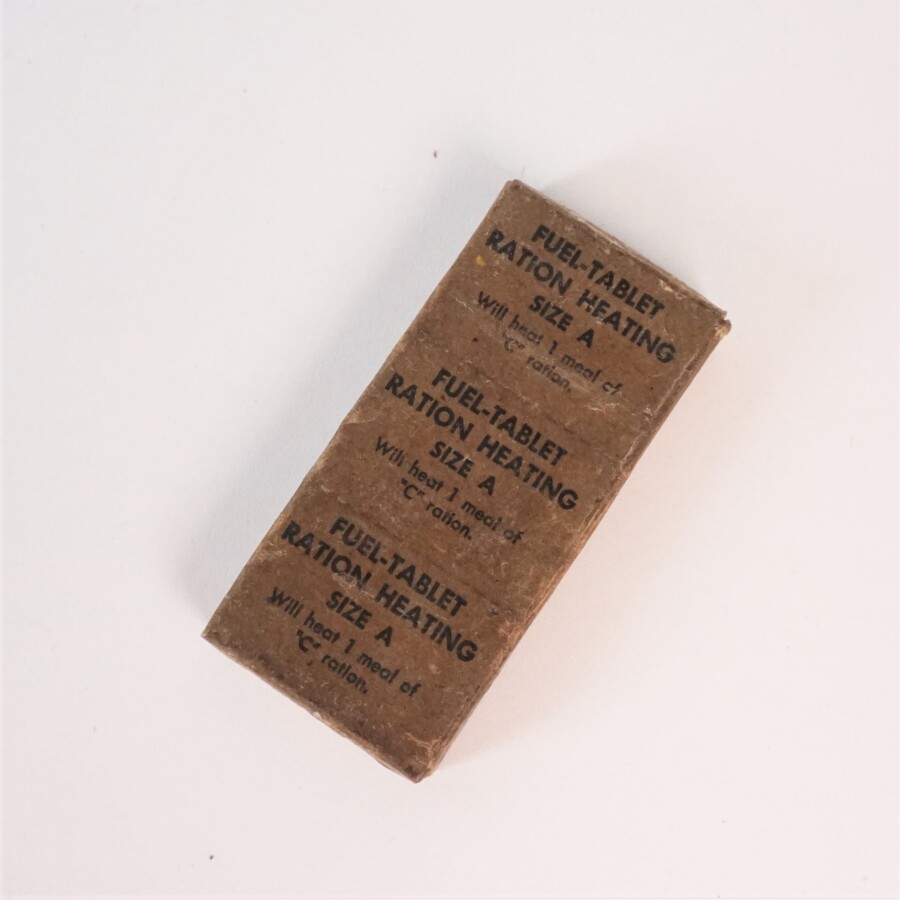 FUEL-TABLET
RATION HEATING
SIZE A
Will heat 1 meal of
"C" ration.
FUEL-TABLET
RATION HEATING
SIZE A
Will heat 1 meal of
"C" ration.
FUEL-TABLET
RATION HEATING
SIZE A
Will heat 1 meal of
"C" ration.